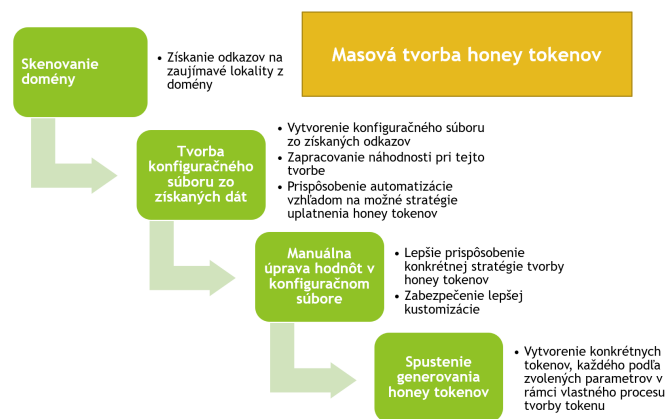 Masová tvorba honey tokenov
Skenovanie
domény
• Získanie odkazov na
zaujímavé lokality z
domény
Tvorba
konfiguračného
súboru zo
získaných dát
• Vytvorenie konfiguračného súboru
zo získaných odkazov
• Zapracovanie náhodnosti pri tejto
tvorbe
• Prispôsobenie automatizácie
vzhľadom na možné stratégie
uplatnenia honey tokenov
Manuálna
úprava hodnôt v
konfiguračnom
súbore
• Lepšie prispôsobenie
konkrétnej stratégie tvorby
honey tokenov
• Zabezpečenie lepšej
kustomizácie
Spustenie
generovania
honey tokenov
• Vytvorenie konkrétnych
tokenov, každého podľa
zvolených parametrov v
rámci vlastného procesu
tvorby tokenu